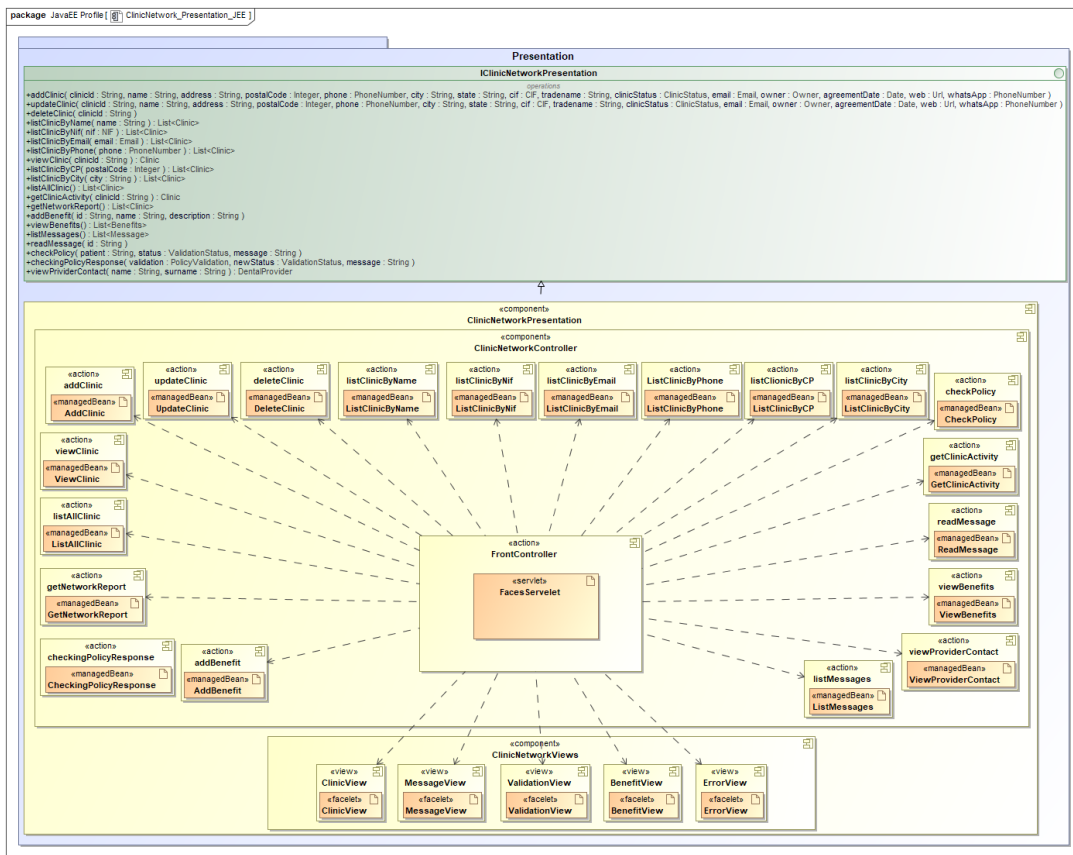 package JavaEE Profile [ ClinicNetwork_Presentation_JEE ]
Presentation
IClinicNetworkPresentation
operations
+addClinic( clinicId : String, name : String, address : String, postalCode : Integer, phone : PhoneNumber, city : String, state : String, cif : CIF, tradename : String, clinicStatus : ClinicStatus, email : Email, owner : Owner, agreementDate : Date, web : Url, whatsApp : PhoneNumber )
+updateClinic( clinicId : String, name : String, address : String, postalCode : Integer, phone : PhoneNumber, city : String, state : String, cif : CIF, tradename : String, clinicStatus : ClinicStatus, email : Email, owner : Owner, agreementDate : Date, web : Url, whatsApp : PhoneNumber )
+deleteClinic( clinicId : String )
+listClinicByName( name : String ) : List<Clinic>
+listClinicByNif( nif : NIF ) : List<Clinic>
+listClinicByEmail( email : Email ) : List<Clinic>
+listClinicByPhone( phone : PhoneNumber ) : List<Clinic>
+viewClinic( clinicId : String ) : Clinic
+listClinicByCP( postalCode : Integer ) : List<Clinic>
+listClinicByCity( city : String ) : List<Clinic>
+listAllClinic() : List<Clinic>
+getClinicActivity( clinicId : String ) : Clinic
+getNetworkReport() : List<Clinic>
+addBenefit( id : String, name : String, description : String )
+viewBenefits() : List<Benefits>
+listMessages() : List<Message>
+readMessage( id : String )
+checkPolicy( patient : String, status : ValidationStatus, message : String )
+checkingPolicyResponse( validation : PolicyValidation, newStatus : ValidationStatus, message : String )
+viewPrividerContact( name : String, surname : String ) : DentalProvider
«component»
ClinicNetworkPresentation
«component»
ClinicNetworkController
«action»
addClinic
«managedBean»
AddClinic
«action»
updateClinic
«managedBean»
UpdateClinic
«action»
deleteClinic
«managedBean»
DeleteClinic
«action»
listClinicByName
«managedBean»
ListClinicByName
«action»
listClinicByNif
«managedBean»
ListClinicByNif
«action»
listClinicByEmail
«managedBean»
ListClinicByEmail
«action»
ListClinicByPhone
«managedBean»
ListClinicByPhone
«action»
listClionicByCP
«managedBean»
ListClinicByCP
«action»
listClinicByCity
«managedBean»
ListClinicByCity
«action»
checkPolicy
«managedBean»
CheckPolicy
«action»
viewClinic
«managedBean»
ViewClinic
«action»
getClinicActivity
«managedBean»
GetClinicActivity
«action»
listAllClinic
«managedBean»
ListAllClinic
«action»
FrontController
«servlet»
FacesServelet
«action»
readMessage
«managedBean»
ReadMessage
«action»
getNetworkReport
«managedBean»
GetNetworkReport
«action»
viewBenefits
«managedBean»
ViewBenefits
«action»
checkingPolicyResponse
«managedBean»
CheckingPolicyResponse
«action»
addBenefit
«managedBean»
AddBenefit
«action»
listMessages
«managedBean»
ListMessages
«action»
viewProviderContact
«managedBean»
ViewProviderContact
«component»
ClinicNetworkViews
«view»
ClinicView
«facelet»
ClinicView
«view»
MessageView
«facelet»
MessageView
«view»
ValidationView
«facelet»
ValidationView
«view»
BenefitView
«facelet»
BenefitView
«view»
ErrorView
«facelet»
ErrorView